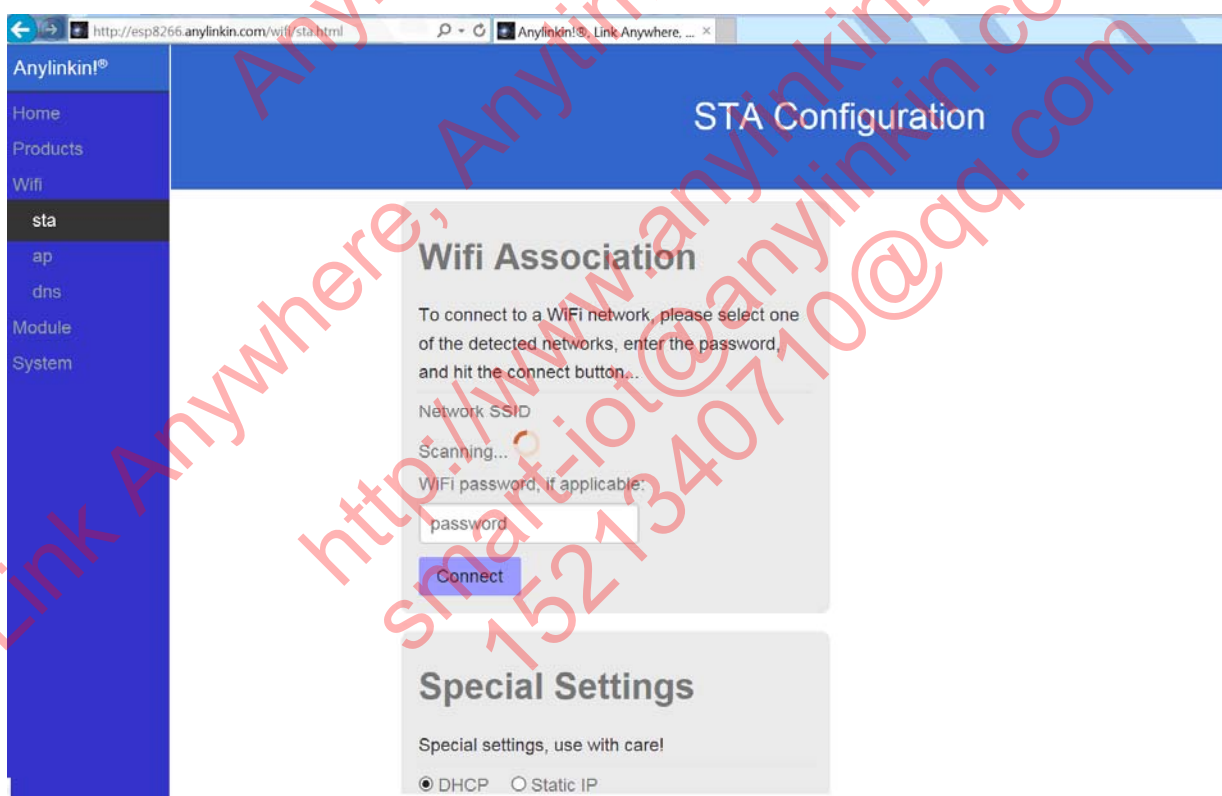 http://esp8266.anylinkin.com/wifi/sta.html
Anylinkin!®, Link Anywhere, ... ×
Anylinkin!®
Home
Products
Wifi
sta
ap
dns
Module
System
STA Configuration
Wifi Association
To connect to a WiFi network, please select one
of the detected networks, enter the password,
and hit the connect button...
Network SSID
Scanning...
WiFi password, if applicable:
password
Connect
Special Settings
Special settings, use with care!
DHCP Static IP
Link Anywhere, Anylinkin
http://www.anylinkin.com
smart-iot@anylinkin.com
1521340710@qq.com